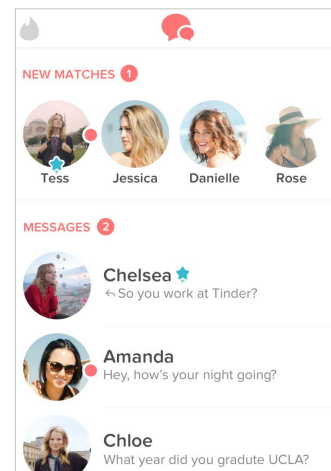 NEW MATCHES 1
Tess Jessica Danielle Rose
MESSAGES 2
Chelsea
So you work at Tinder?
Amanda
Hey, how's your night going?
Chloe
What year did you gradute UCLA?